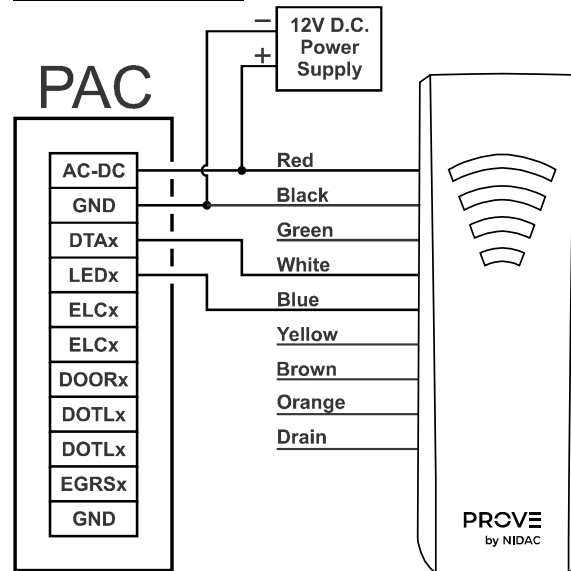 −
12V D.C.
Power
Supply
+
PAC
AC-DC
GND
DTAx
LEDx
ELCx
ELCx
DOORx
DOTLx
DOTLx
EGRSx
GND
Red
Black
Green
White
Blue
Yellow
Brown
Orange
Drain
PROVE
by NIDAC